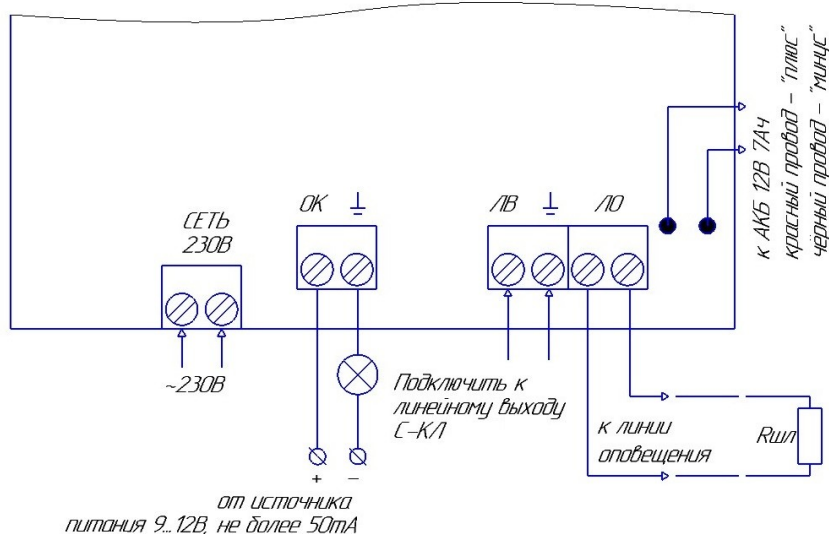 к АКБ 12В 7Ач
красный провод - "плюс"
чёрный провод - "минус"
СЕТЬ
230В
ОК
ЛВ
ЛО
~230В
Подключить к
линейному выходу
С-КЛ
к линии
оповещения
Rшл
+ -
от источника
питания 9...12В, не более 50mA